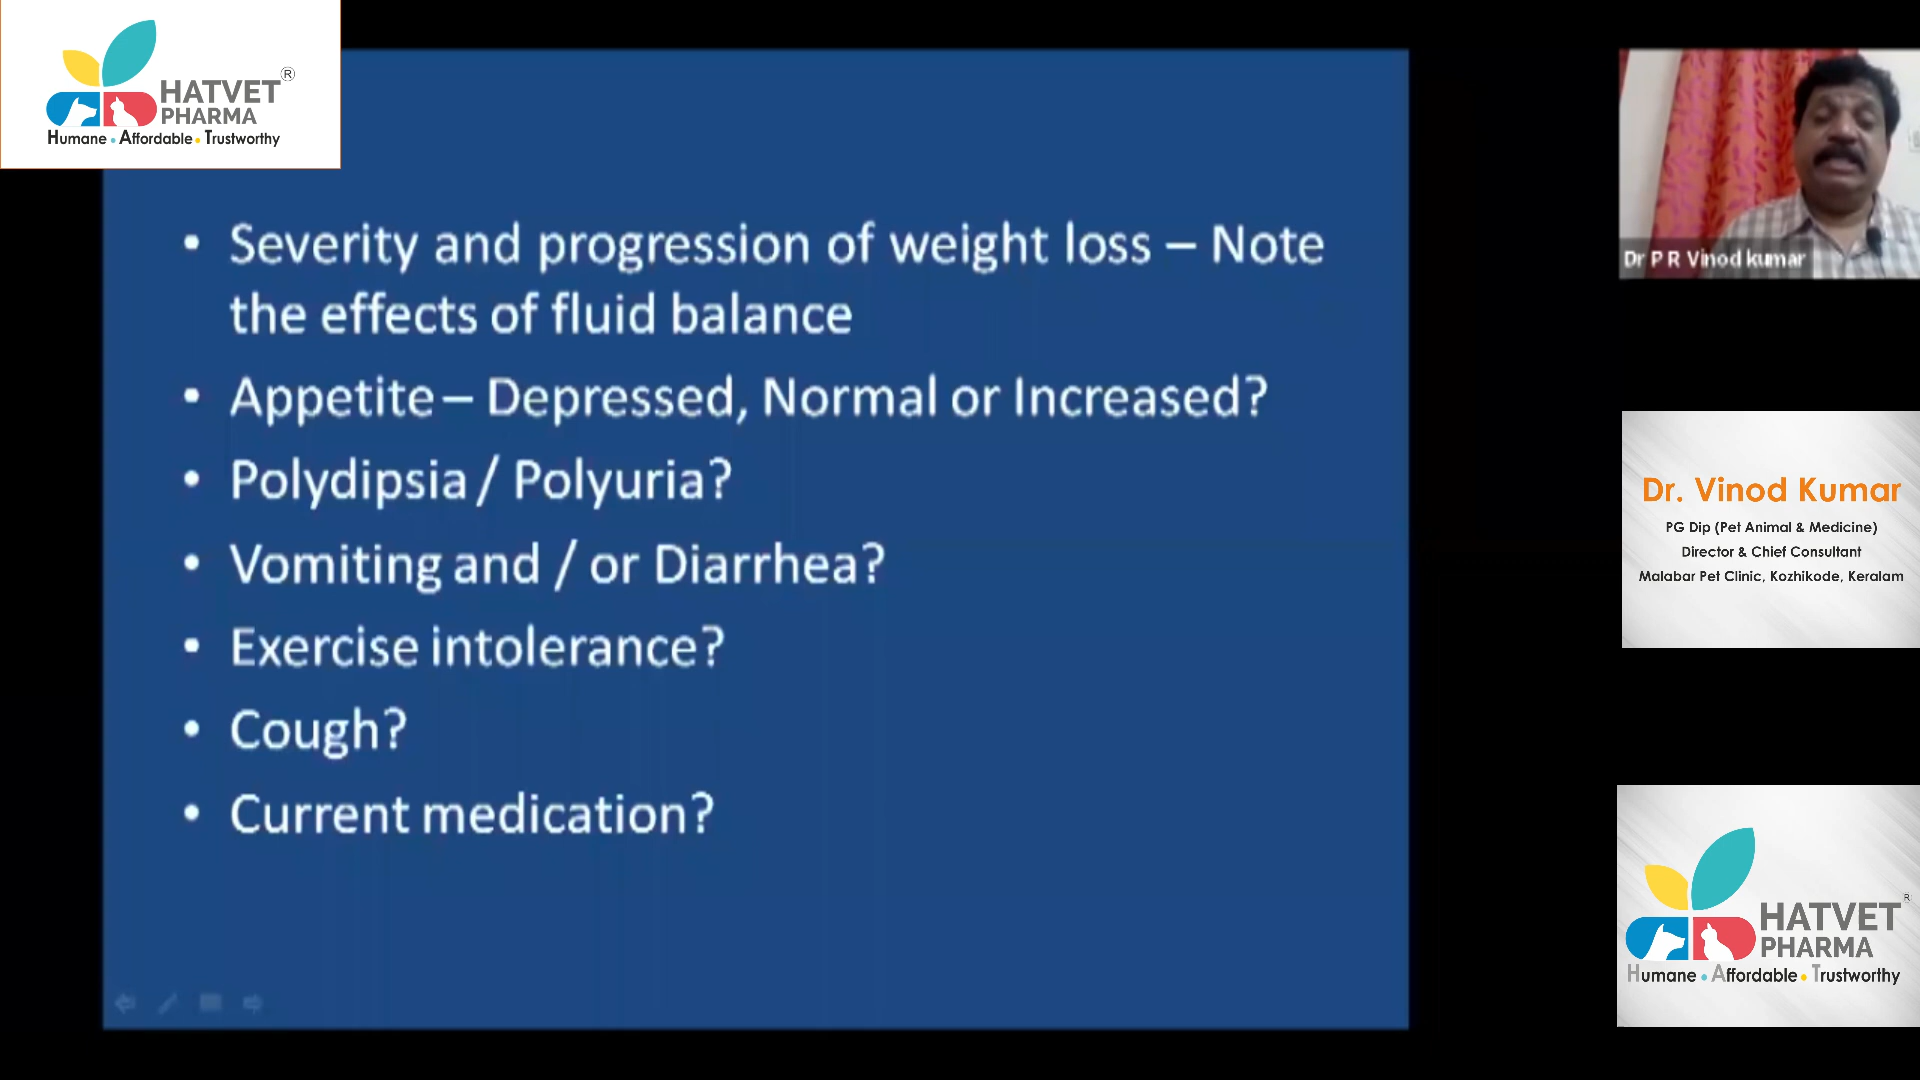 HATVET®
PHARMA
Humane • Affordable • Trustworthy
• Severity and progression of weight loss – Note
the effects of fluid balance
• Appetite – Depressed, Normal or Increased?
• Polydipsia / Polyuria?
• Vomiting and / or Diarrhea?
• Exercise intolerance?
• Cough?
• Current medication?
Dr P R Vinod kumar
Dr. Vinod Kumar
PG Dip (Pet Animal & Medicine)
Director & Chief Consultant
Malabar Pet Clinic, Kozhikode, Keralam
HATVET®
PHARMA
Humane • Affordable • Trustworthy